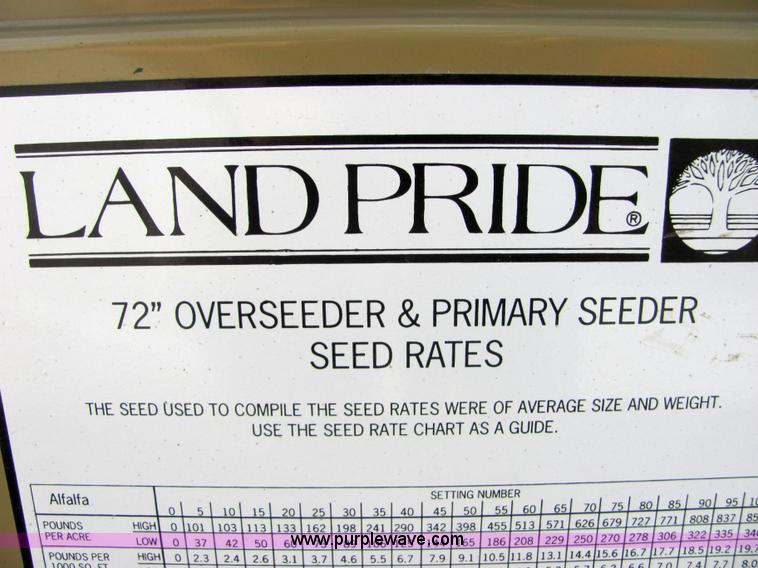 LAND PRIDE®
72” OVERSEEDER & PRIMARY SEEDER
SEED RATES
THE SEED USED TO COMPILE THE SEED RATES WERE OF AVERAGE SIZE AND WEIGHT.
USE THE SEED RATE CHART AS A GUIDE.
Alfalfa SETTING NUMBER
0 5 10 15 20 25 30 35 40 45 50 55 60 65 70 75 80 85 90 95
POUNDS PER ACRE HIGH 0 101 103 113 133 162 198 241 290 342 398 455 513 571 626 679 727 771 808 837
LOW 0 37 42 50 186 208 229 250 270 278 306 322 335
POUNDS PER 1000 SQ. FT. HIGH 0 2.3 2.4 2.6 3.1 3.7 4.6 5.5 6.7 7.9 9.1 10.5 11.8 13.1 14.4 15.6 16.7 17.7 18.5 19.2
www.purplewave.com